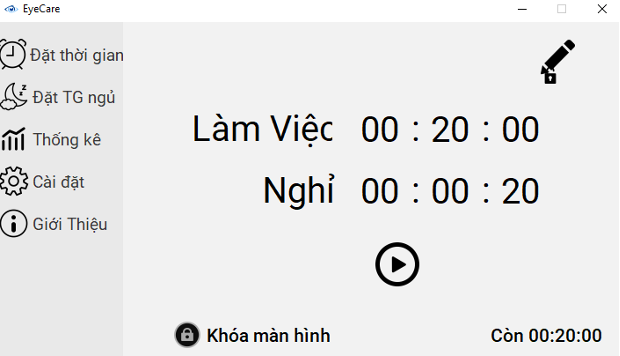 EyeCare
Đặt thời gian
Đặt TG ngủ
Thống kê
Cài đặt
Giới Thiệu
Làm Việc 00 : 20 : 00
Nghỉ 00 : 00 : 20
Khóa màn hình
Còn 00:20:00